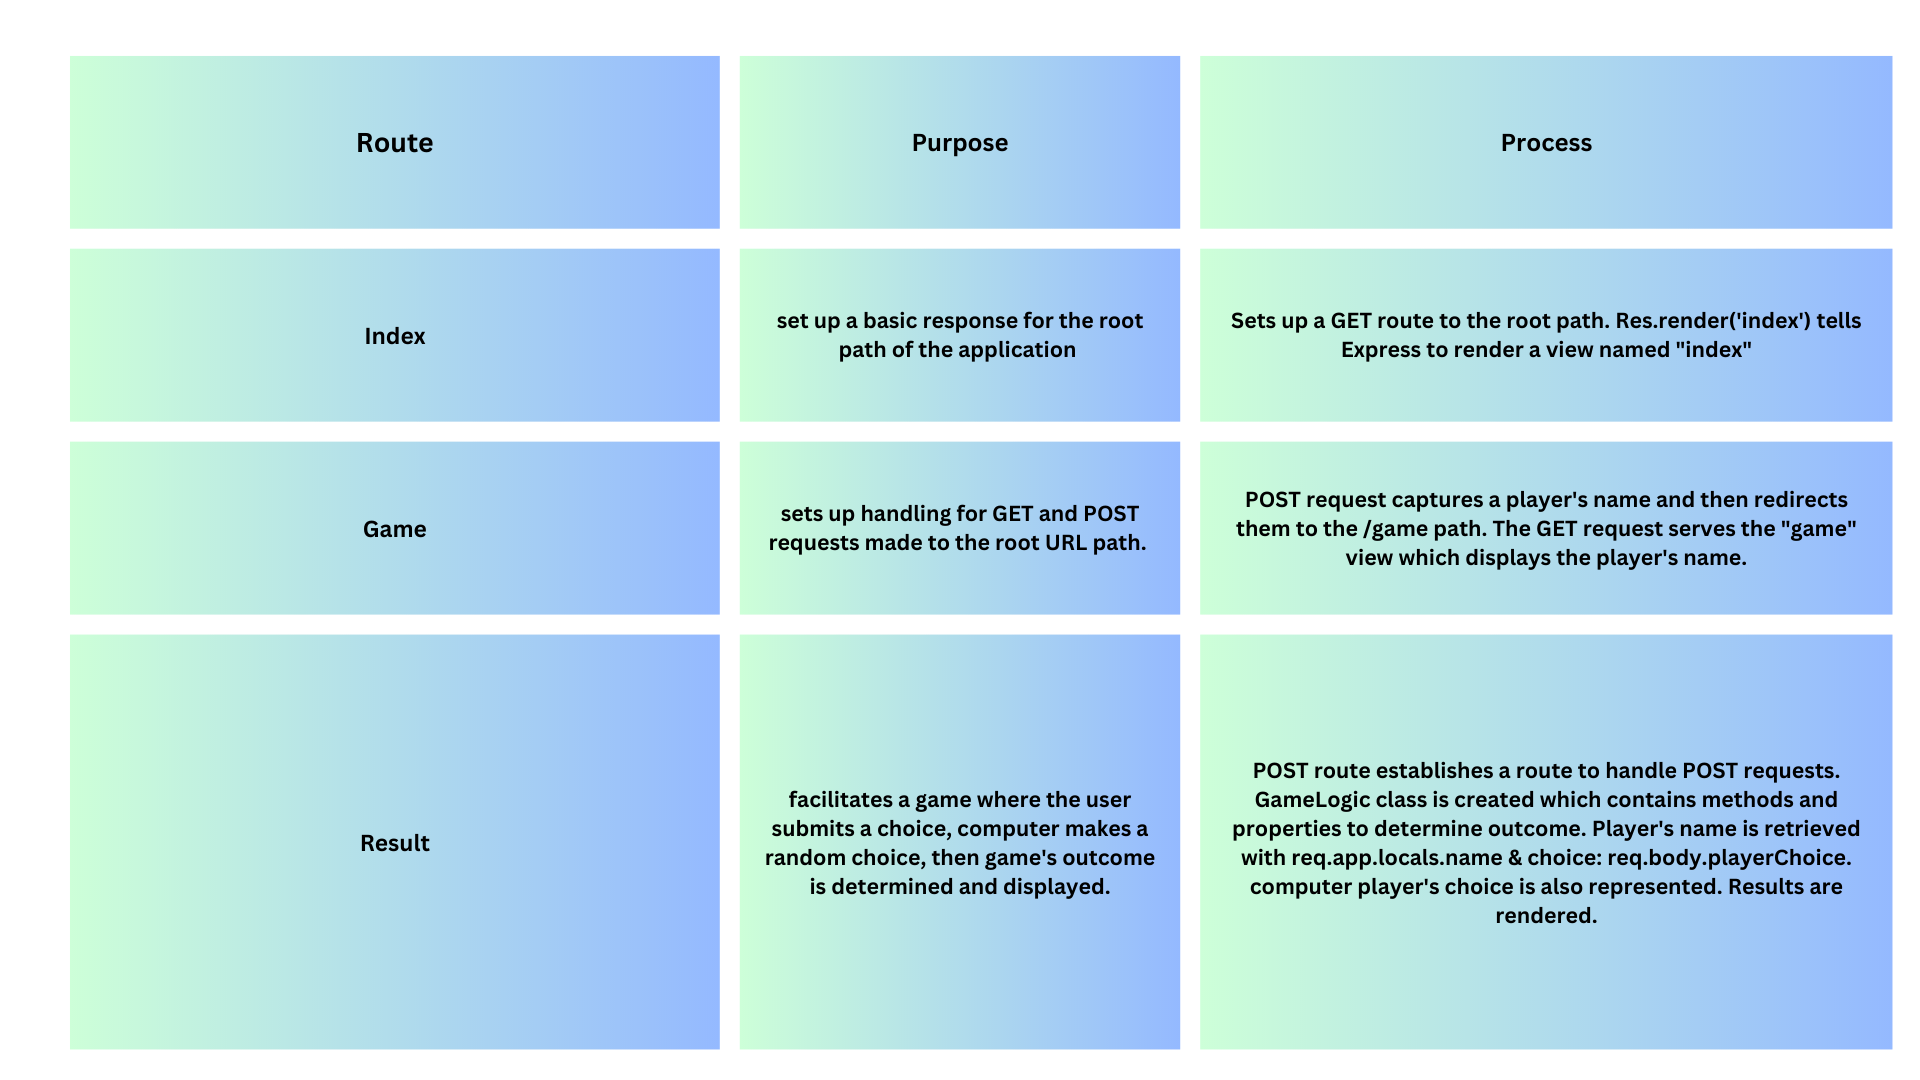 Route
Purpose
Process
Index
set up a basic response for the root
path of the application
Sets up a GET route to the root path. Res.render('index') tells
Express to render a view named "index"
Game
sets up handling for GET and POST
requests made to the root URL path.
POST request captures a player's name and then redirects
them to the /game path. The GET request serves the "game"
view which displays the player's name.
Result
facilitates a game where the user
submits a choice, computer makes a
random choice, then game's outcome
is determined and displayed.
POST route establishes a route to handle POST requests.
GameLogic class is created which contains methods and
properties to determine outcome. Player's name is retrieved
with req.app.locals.name & choice: req.body.playerChoice.
computer player's choice is also represented. Results are
rendered.